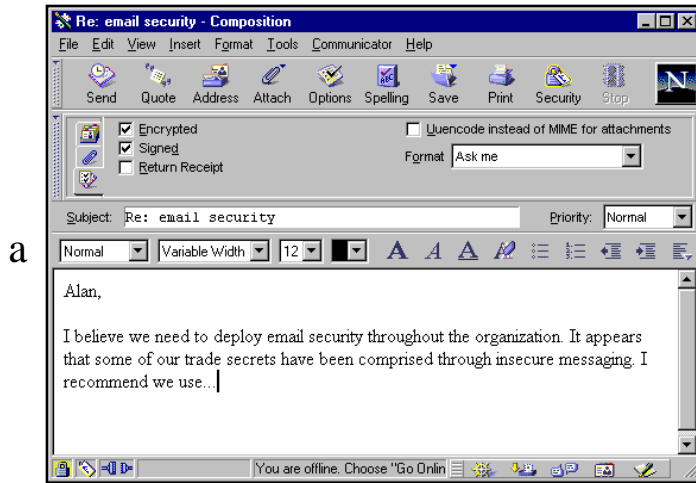 Re: email security - Composition
File Edit View Insert Format Tools Communicator Help
Send Quote Address Attach Options Spelling Save Print Security Stop N
Encrypted
Uuencode instead of MIME for attachments
Signed
Format Ask me
Return Receipt
Subject: Re: email security Priority: Normal
a
Normal Variable Width 12 A A A
Alan,
I believe we need to deploy email security throughout the organization. It appears
that some of our trade secrets have been comprised through insecure messaging. I
recommend we use...
You are offline. Choose "Go Onlin